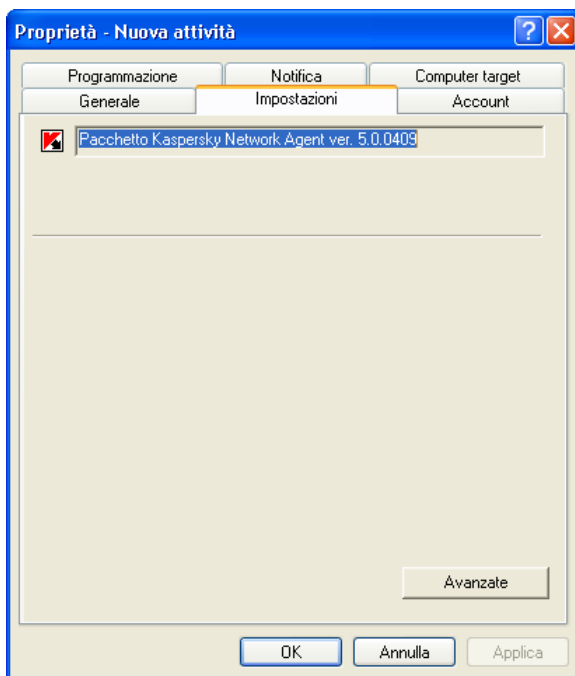 Proprietà - Nuova attività
Programmazione Notifica Computer target
Generale Impostazioni Account
Pacchetto Kaspersky Network Agent ver. 5.0.0409
Avanzate
OK Annulla Applica